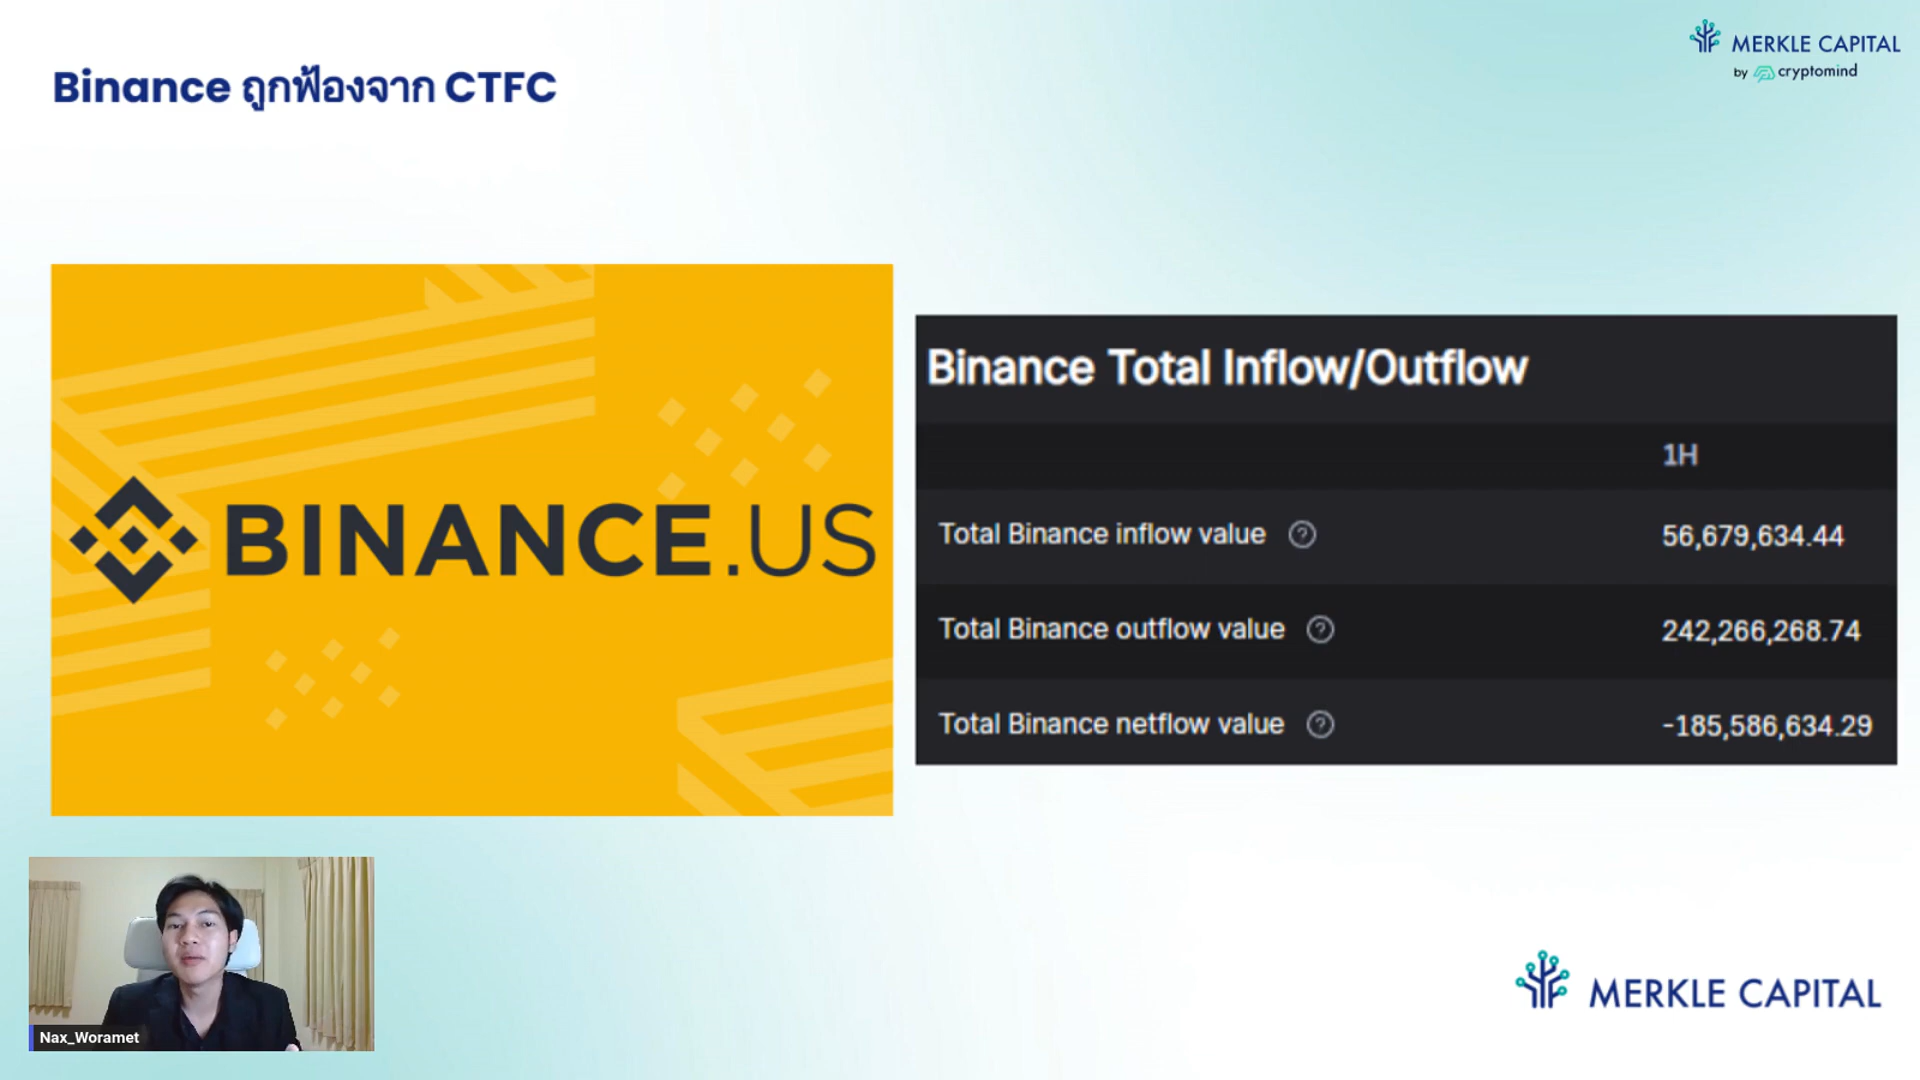 MERKLE CAPITAL
by cryptomind
Binance ถูกฟ้องจาก CTFC
BINANCE.US
Binance Total Inflow/Outflow
1H
Total Binance inflow value ? 56,679,634.44
Total Binance outflow value ? 242,266,268.74
Total Binance netflow value ? -185,586,634.29
Nax_Woramet
MERKLE CAPITAL